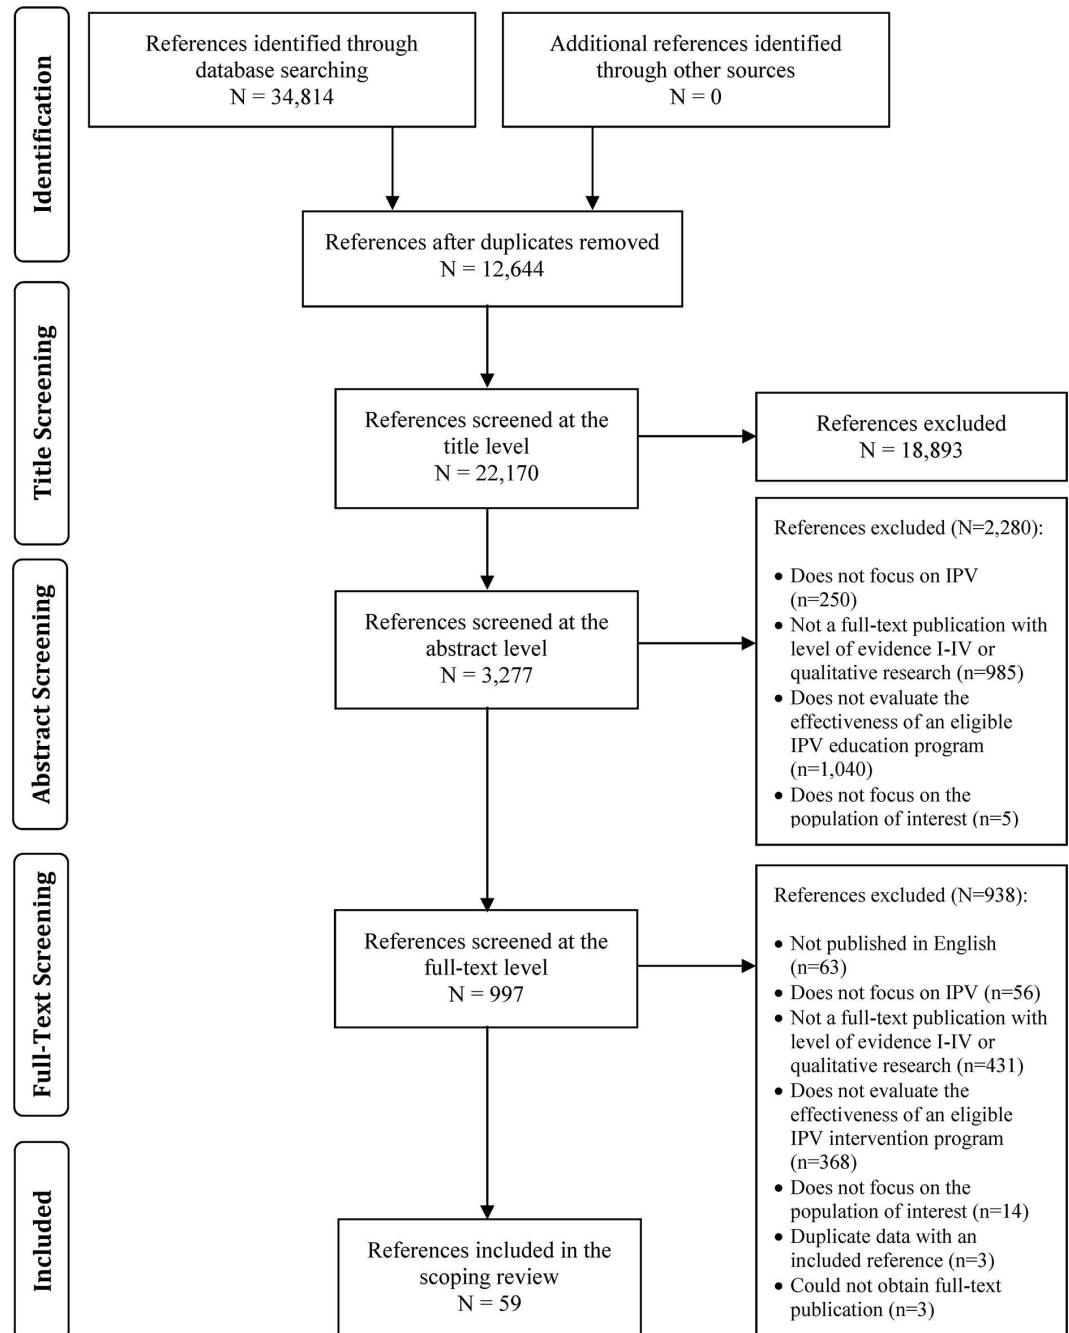 Identification
References identified through
database searching
N = 34,814
Additional references identified
through other sources
N = 0
References after duplicates removed
N = 12,644
Title Screening
References screened at the
title level
N = 22,170
References excluded
N = 18,893
Abstract Screening
References screened at the
abstract level
N = 3,277
References excluded (N=2,280):
• Does not focus on IPV
(n=250)
• Not a full-text publication with
level of evidence I-IV or
qualitative research (n=985)
• Does not evaluate the
effectiveness of an eligible
IPV education program
(n=1,040)
• Does not focus on the
population of interest (n=5)
Full-Text Screening
References screened at the
full-text level
N = 997
References excluded (N=938):
• Not published in English
(n=63)
• Does not focus on IPV (n=56)
• Not a full-text publication with
level of evidence I-IV or
qualitative research (n=431)
• Does not evaluate the
effectiveness of an eligible
IPV intervention program
(n=368)
• Does not focus on the
population of interest (n=14)
• Duplicate data with an
included reference (n=3)
• Could not obtain full-text
publication (n=3)
Included
References included in the
scoping review
N = 59